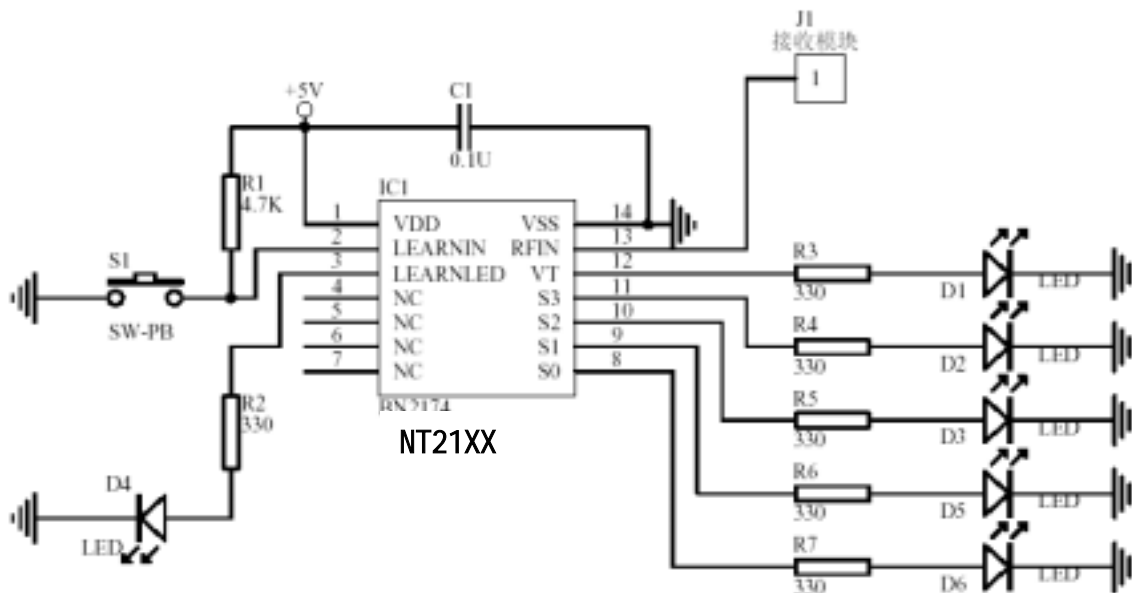 J1
接收模块
1
+5V
C1
0.1U
R1
4.7K
IC1
1 VDD VSS 14
2 LEARNIN RFIN 13
3 LEARNLED VT 12
4 NC S3 11
5 NC S2 10
6 NC S1 9
7 NC S0 8
BN2174
NT21XX
S1
SW-PB
R2
330
D4
LED
R3
330
D1
LED
R4
330
D2
LED
R5
330
D3
LED
R6
330
D5
LED
R7
330
D6
LED